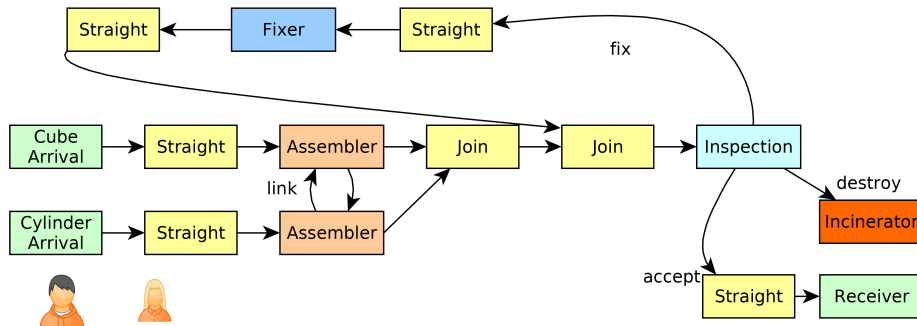 Straight
Fixer
Straight
fix
Cube
Arrival
Straight
Assembler
Join
Join
Inspection
link
destroy
Cylinder
Arrival
Straight
Assembler
Incinerator
accept
Straight
Receiver